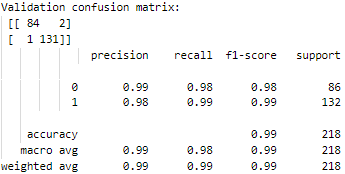 Validation confusion matrix:
[[ 84   2]
[  1 131]]
precision    recall  f1-score   support
0       0.99      0.98      0.98        86
1       0.98      0.99      0.99       132
accuracy                           0.99       218
macro avg       0.99      0.98      0.99       218
weighted avg       0.99      0.99      0.99       218